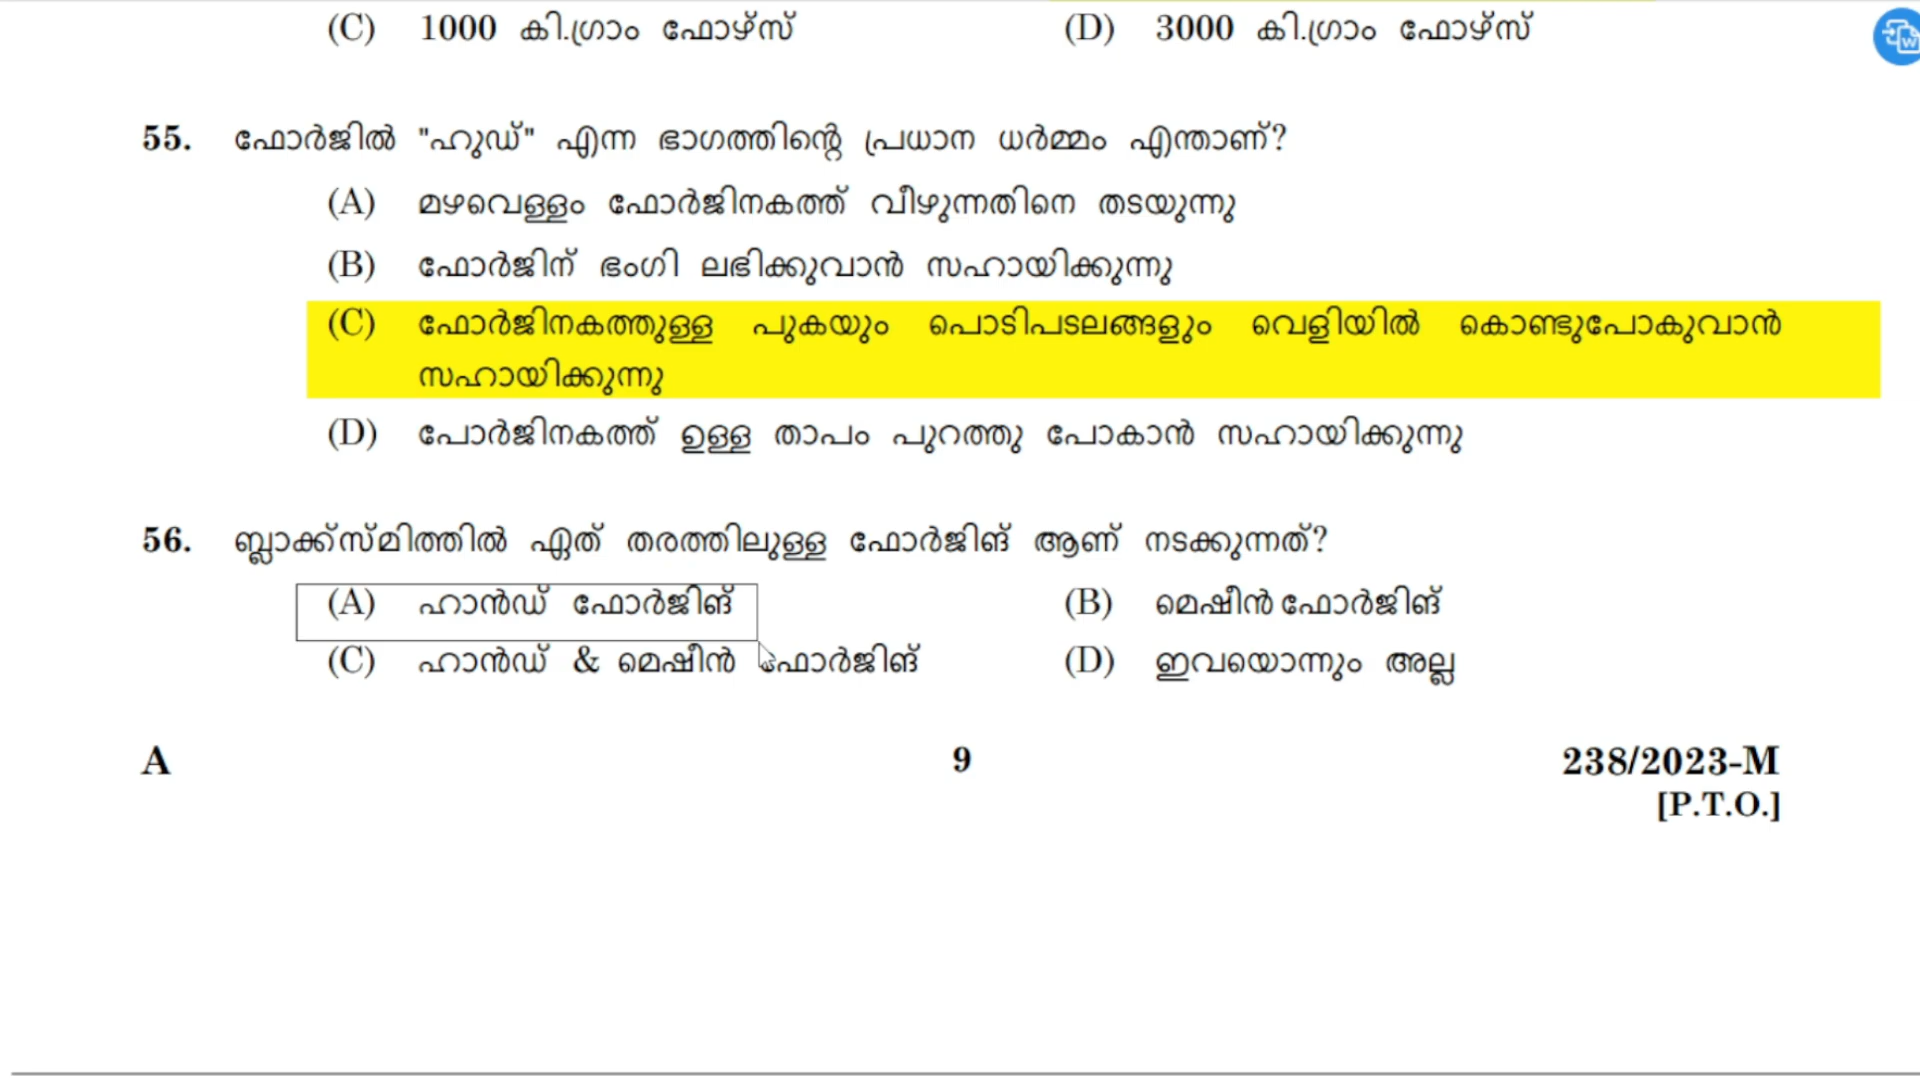 (C) 1000 കി.ഗ്രാം ഫോഴ്സ് (D) 3000 കി.ഗ്രാം ഫോഴ്സ്
55. ഫോർജിൽ "ഹുഡ്" എന്ന ഭാഗത്തിന്റെ പ്രധാന ധർമ്മം എന്താണ്?
(A) മഴവെള്ളം ഫോർജിനകത്ത് വീഴുന്നതിനെ തടയുന്നു
(B) ഫോർജിന് ഭംഗി ലഭിക്കുവാൻ സഹായിക്കുന്നു
(C) ഫോർജിനകത്തുള്ള പുകയും പൊടിപടലങ്ങളും വെളിയിൽ കൊണ്ടുപോകുവാൻ
സഹായിക്കുന്നു
(D) പോർജിനകത്ത് ഉള്ള താപം പുറത്തു പോകാൻ സഹായിക്കുന്നു
56. ബ്ലാക്ക്സ്മിത്തിൽ ഏത് തരത്തിലുള്ള ഫോർജിങ് ആണ് നടക്കുന്നത്?
(A) ഹാൻഡ് ഫോർജിങ് (B) മെഷീൻ ഫോർജിങ്
(C) ഹാൻഡ് & മെഷീൻ ഫോർജിങ് (D) ഇവയൊന്നും അല്ല
A 9 238/2023-M
[P.T.O.]